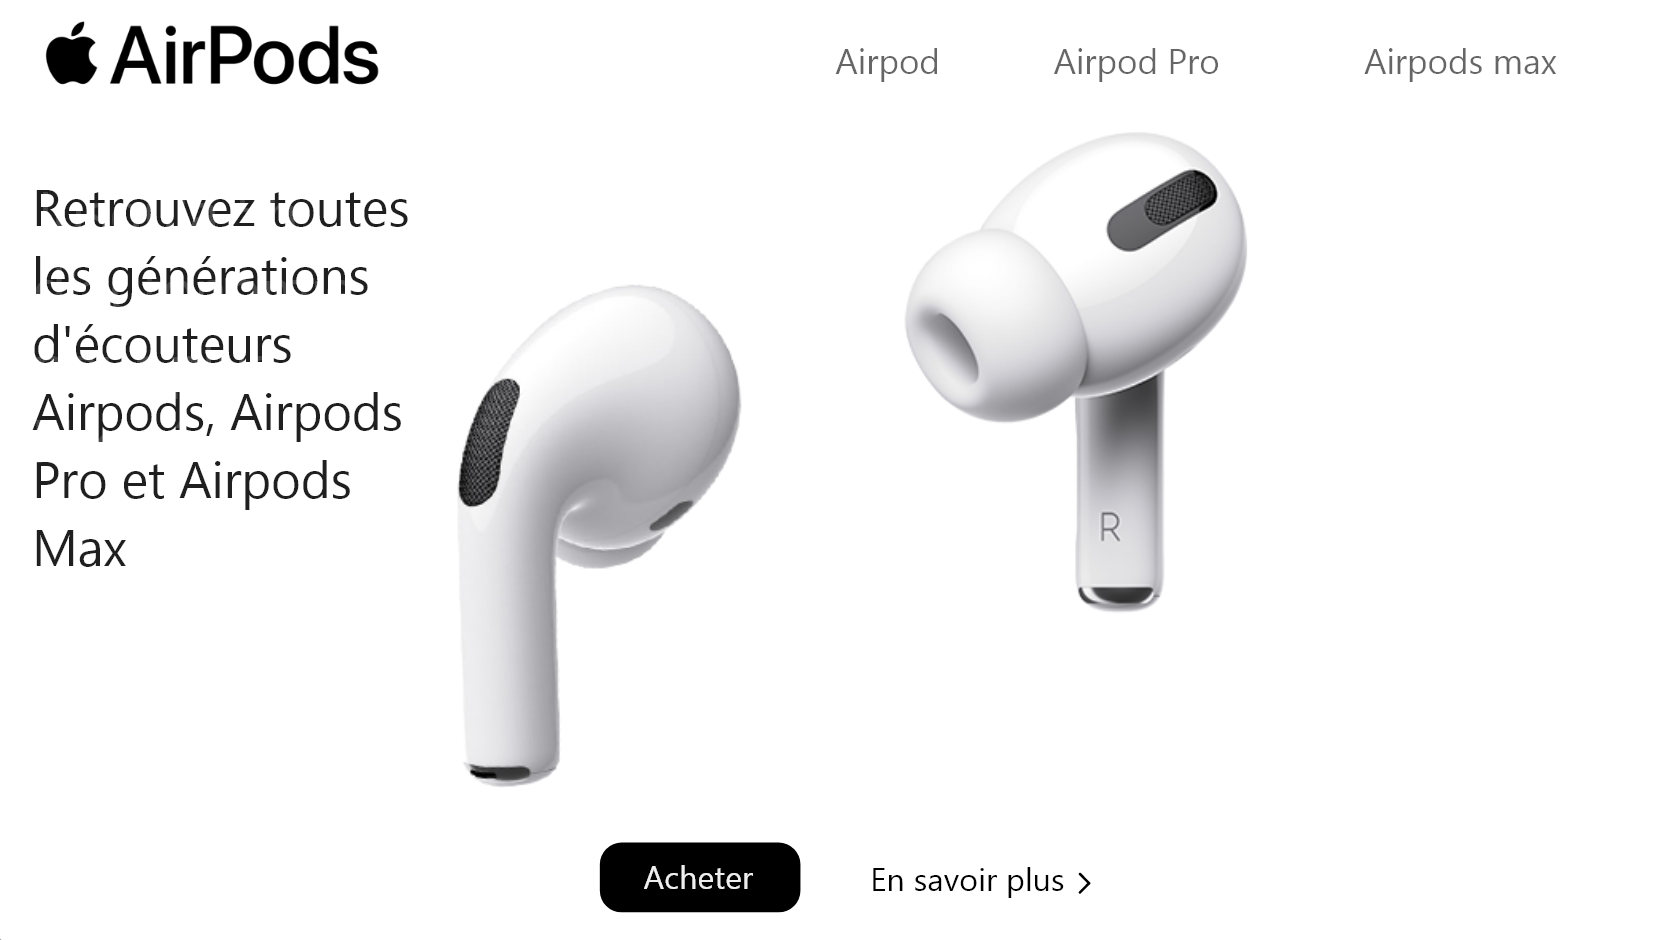 AirPods
Airpod
Airpod Pro
Airpods max
Retrouvez toutes
les générations
d'écouteurs
Airpods, Airpods
Pro et Airpods
Max
R
Acheter
En savoir plus >